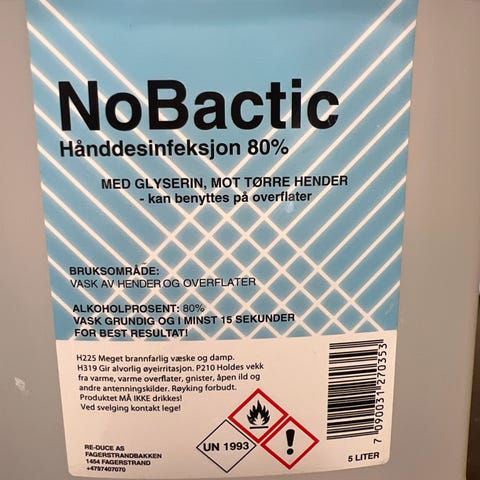 NoBactic
Hånddesinfeksjon 80%
MED GLYSERIN, MOT TØRRE HENDER
- kan benyttes på overflater
BRUKSOMRÅDE:
VASK AV HENDER OG OVERFLATER
ALKOHOLPROSENT: 80%
VASK GRUNDIG OG I MINST 15 SEKUNDER
FOR BEST RESULTAT!
H225 Meget brannfarlig væske og damp.
H319 Gir alvorlig øyeirritasjon. P210 Holdes vekk
fra varme, varme overflater, gnister, åpen ild og
andre antenningskilder. Røyking forbudt.
Produktet MÅ IKKE drikkes!
Ved svelging kontakt lege!
RE-DUCE AS
FAGERSTRANDBAKKEN
1454 FAGERSTRAND
+4797407070
UN 1993
7 090031 270353
5 LITER